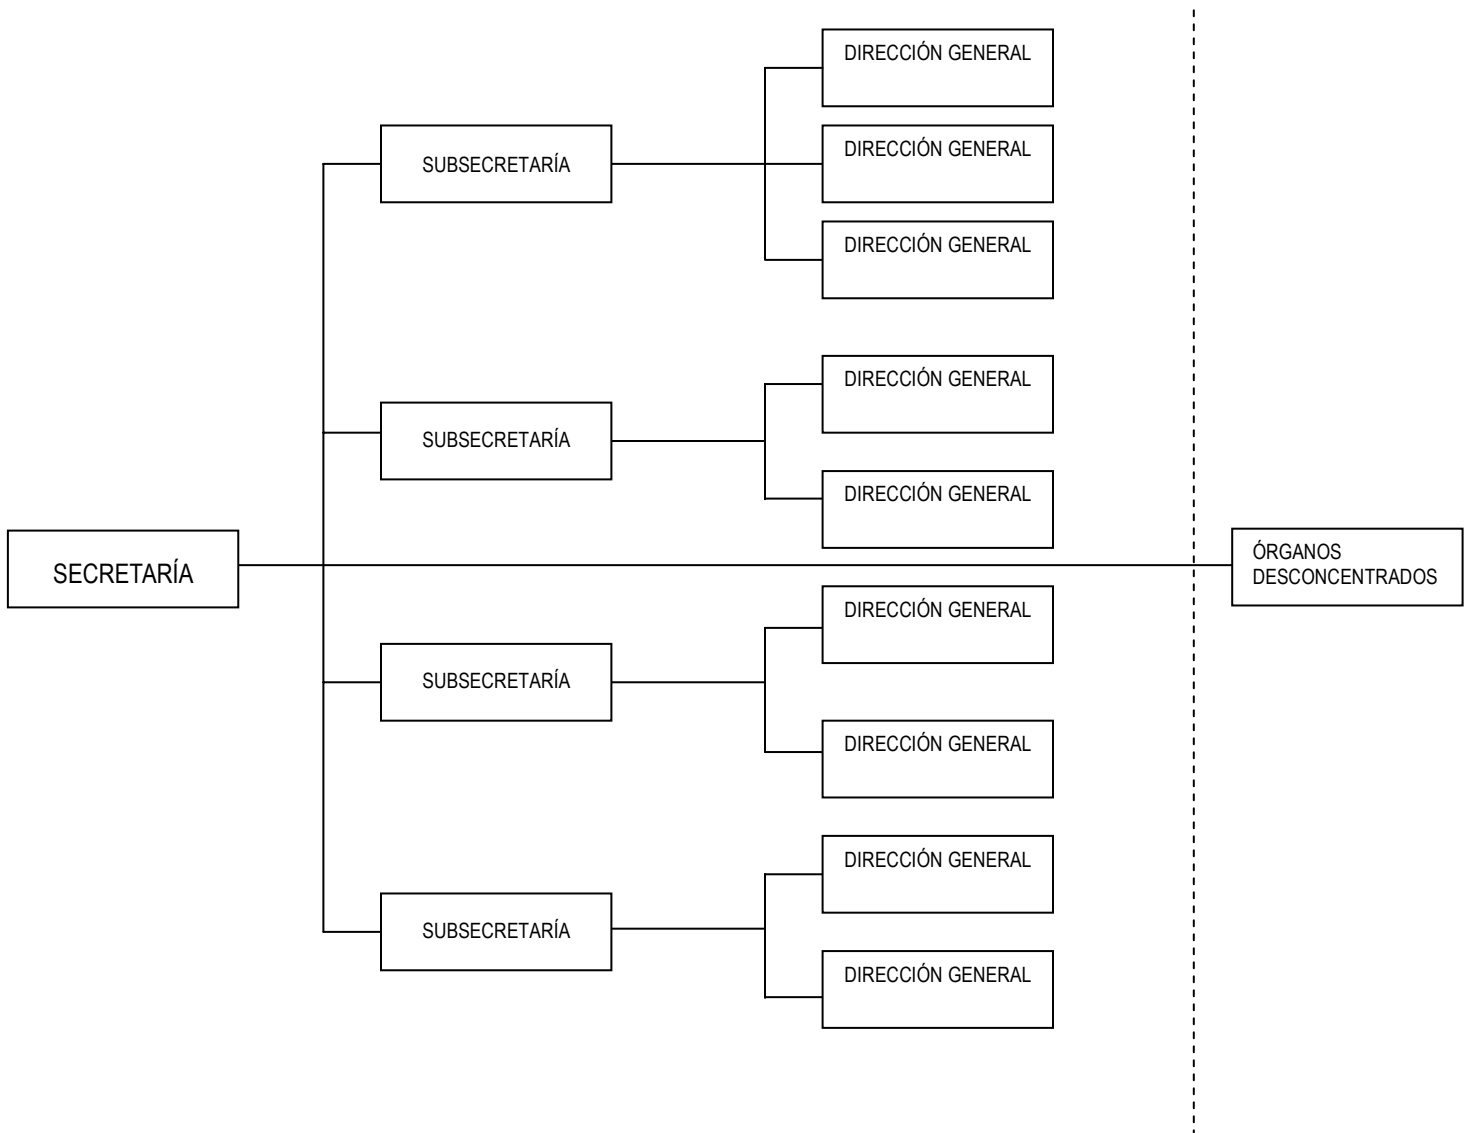 DIRECCIÓN GENERAL
DIRECCIÓN GENERAL
SUBSECRETARÍA
DIRECCIÓN GENERAL
DIRECCIÓN GENERAL
SUBSECRETARÍA
DIRECCIÓN GENERAL
SECRETARÍA
ÓRGANOS
DESCONCENTRADOS
DIRECCIÓN GENERAL
SUBSECRETARÍA
DIRECCIÓN GENERAL
DIRECCIÓN GENERAL
SUBSECRETARÍA
DIRECCIÓN GENERAL